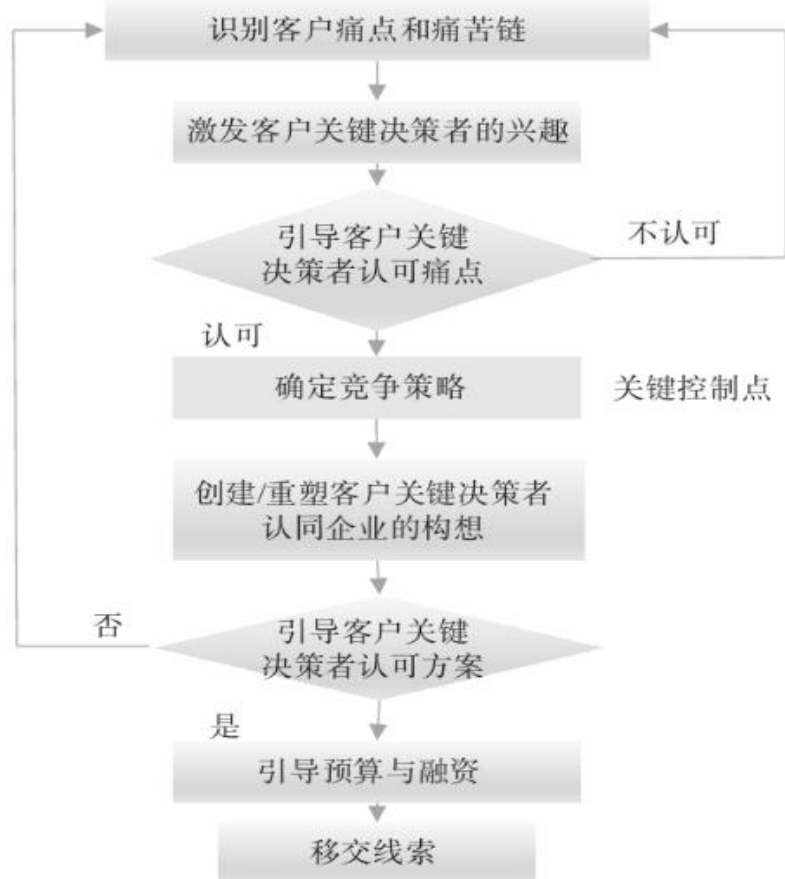 识别客户痛点和痛苦链
激发客户关键决策者的兴趣
引导客户关键
决策者认可痛点
不认可
认可
确定竞争策略
关键控制点
创建/重塑客户关键决策者
认同企业的构想
否
引导客户关键
决策者认可方案
是
引导预算与融资
移交线索